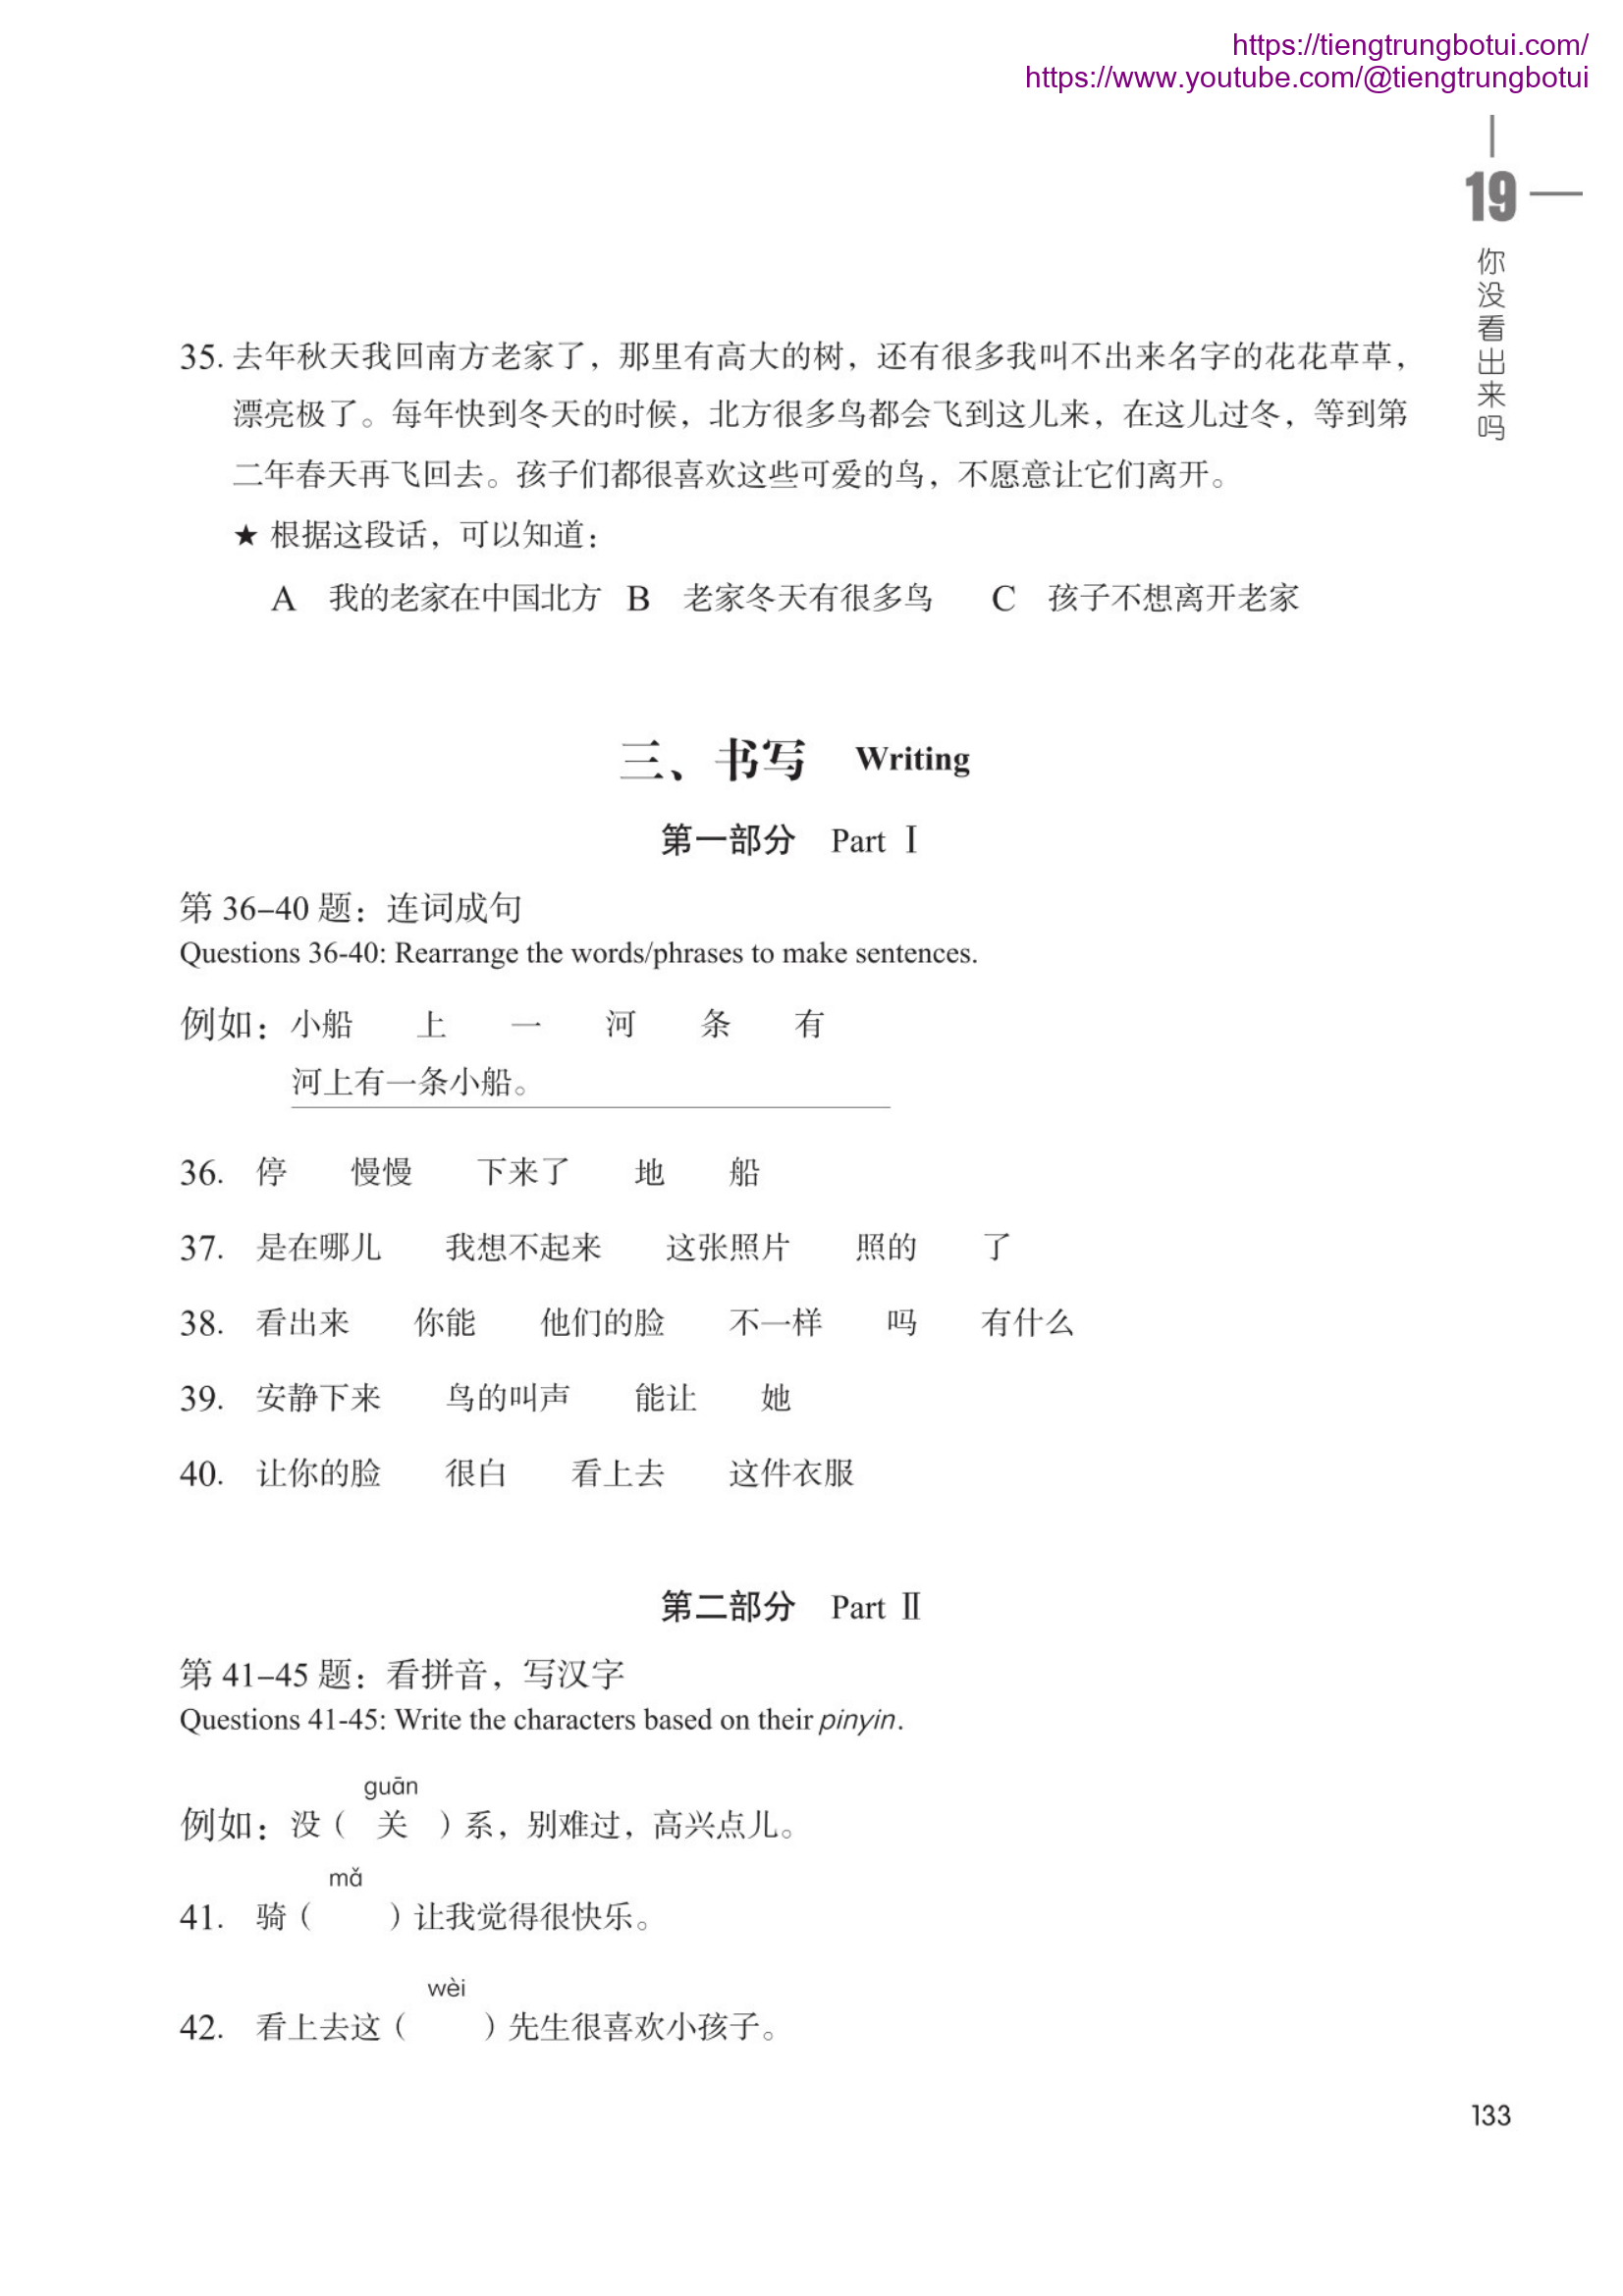 https://tiengtrungbotui.com/
https://www.youtube.com/@tiengtrungbotui
19
你没看出来吗
35. 去年秋天我回南方老家了，那里有高大的树，还有很多我叫不出来名字的花花草草，
漂亮极了。每年快到冬天的时候，北方很多鸟都会飞到这儿来，在这儿过冬，等到第
二年春天再飞回去。孩子们都很喜欢这些可爱的鸟，不愿意让它们离开。
★ 根据这段话，可以知道：
A 我的老家在中国北方 B 老家冬天有很多鸟 C 孩子不想离开老家
三、书写 Writing
第一部分 Part Ⅰ
第 36–40 题：连词成句
Questions 36-40: Rearrange the words/phrases to make sentences.
例如：小船 上 一 河 条 有
河上有一条小船。
36. 停 慢慢 下来了 地 船
37. 是在哪儿 我想不起来 这张照片 照的 了
38. 看出来 你能 他们的脸 不一样 吗 有什么
39. 安静下来 鸟的叫声 能让 她
40. 让你的脸 很白 看上去 这件衣服
第二部分 Part Ⅱ
第 41–45 题：看拼音，写汉字
Questions 41-45: Write the characters based on their pinyin.
guān
例如：没（ 关 ）系，别难过，高兴点儿。
mǎ
41. 骑（ ）让我觉得很快乐。
wèi
42. 看上去这（ ）先生很喜欢小孩子。
133